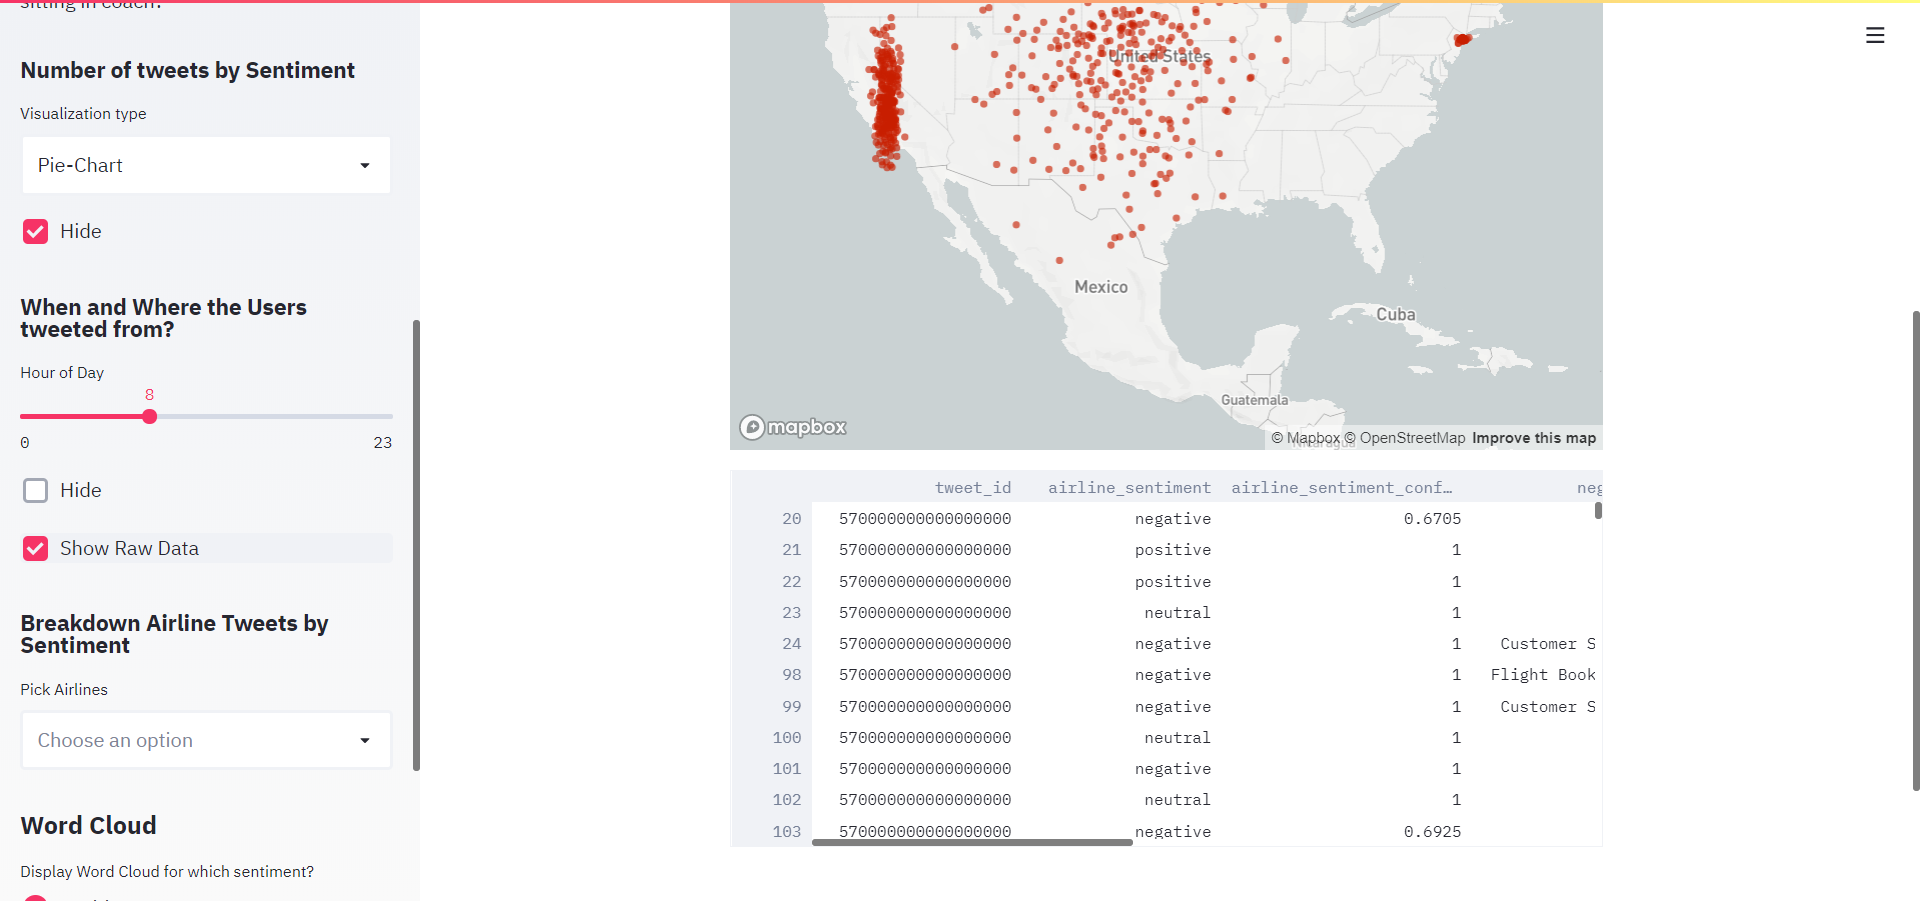 sitting in coach.
Number of tweets by Sentiment
Visualization type
Pie-Chart
Hide
When and Where the Users
tweeted from?
Hour of Day
8
0 23
Hide
Show Raw Data
Breakdown Airline Tweets by
Sentiment
Pick Airlines
Choose an option
Word Cloud
Display Word Cloud for which sentiment?
United States
Mexico
Cuba
Guatemala
Nicaragua
mapbox
© Mapbox © OpenStreetMap Improve this map
tweet_id airline_sentiment airline_sentiment_conf… neg
20 570000000000000000 negative 0.6705
21 570000000000000000 positive 1
22 570000000000000000 positive 1
23 570000000000000000 neutral 1
24 570000000000000000 negative 1 Customer S
98 570000000000000000 negative 1 Flight Book
99 570000000000000000 negative 1 Customer S
100 570000000000000000 neutral 1
101 570000000000000000 negative 1
102 570000000000000000 neutral 1
103 570000000000000000 negative 0.6925